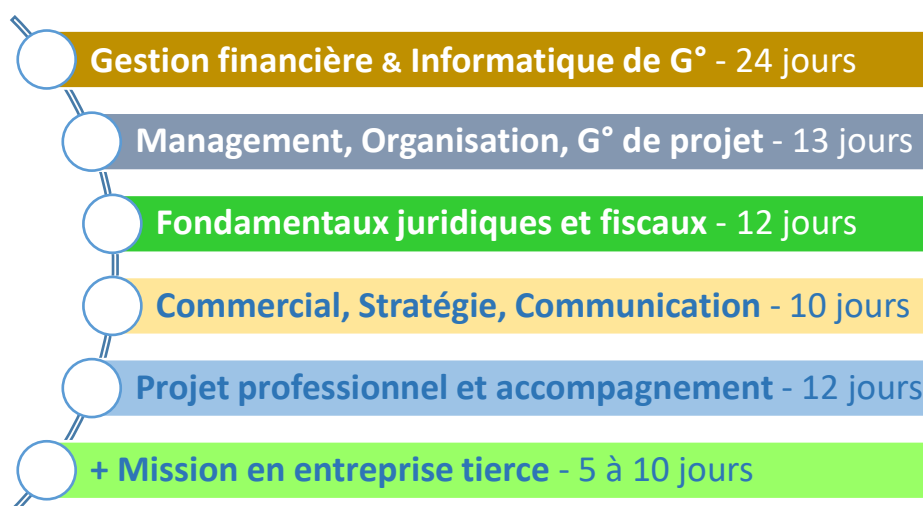 Gestion financière & Informatique de G° - 24 jours
Management, Organisation, G° de projet - 13 jours
Fondamentaux juridiques et fiscaux - 12 jours
Commercial, Stratégie, Communication - 10 jours
Projet professionnel et accompagnement - 12 jours
+ Mission en entreprise tierce - 5 à 10 jours